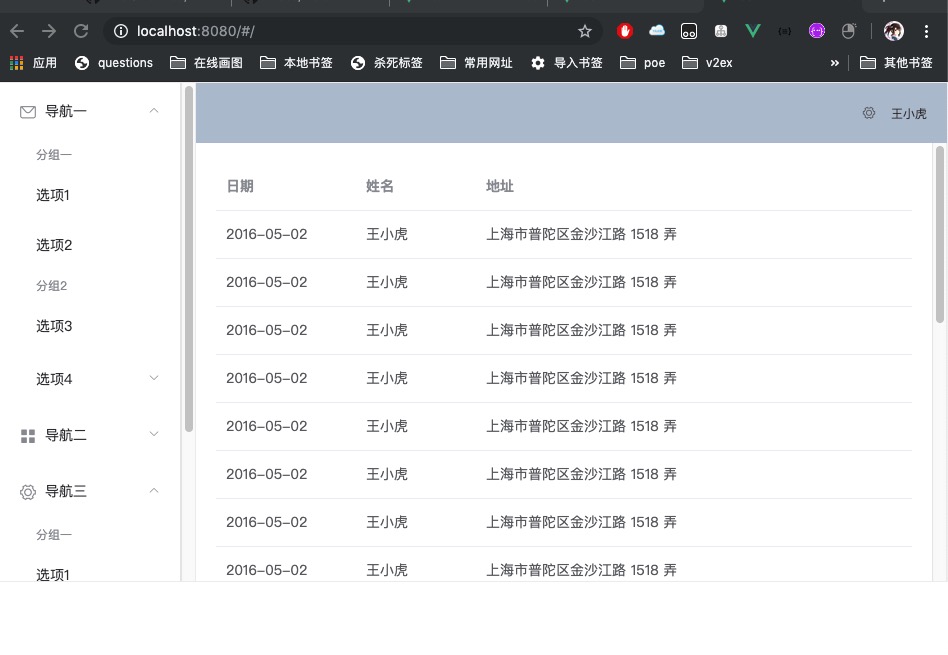 localhost:8080/#/
应用 questions 在线画图 本地书签 杀死标签 常用网址 导入书签 poe v2ex » 其他书签
导航一
分组一
选项1
选项2
分组2
选项3
选项4
导航二
导航三
分组一
选项1
王小虎
日期 姓名 地址
2016-05-02 王小虎 上海市普陀区金沙江路 1518 弄
2016-05-02 王小虎 上海市普陀区金沙江路 1518 弄
2016-05-02 王小虎 上海市普陀区金沙江路 1518 弄
2016-05-02 王小虎 上海市普陀区金沙江路 1518 弄
2016-05-02 王小虎 上海市普陀区金沙江路 1518 弄
2016-05-02 王小虎 上海市普陀区金沙江路 1518 弄
2016-05-02 王小虎 上海市普陀区金沙江路 1518 弄
2016-05-02 王小虎 上海市普陀区金沙江路 1518 弄